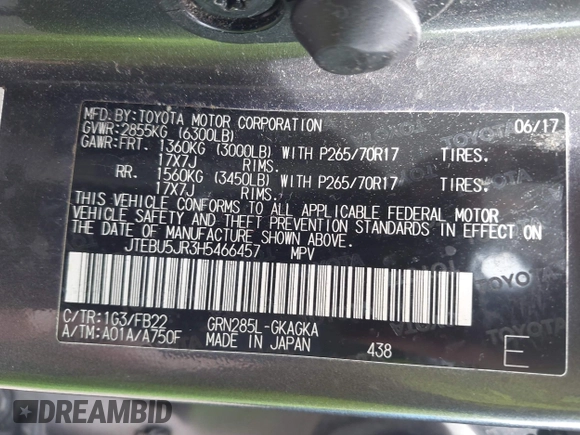 MFD. BY: TOYOTA MOTOR CORPORATION 06/17
GVWR: 2855KG (6300LB)
GAWR: FRT. 1360KG (3000LB) WITH P265/70R17 TIRES.
17X7J RIMS.
RR. 1560KG (3450LB) WITH P265/70R17 TIRES.
17X7J RIMS.
THIS VEHICLE CONFORMS TO ALL APPLICABLE FEDERAL MOTOR
VEHICLE SAFETY AND THEFT PREVENTION STANDARDS IN EFFECT ON
THE DATE OF MANUFACTURE SHOWN ABOVE.
JTEBU5JR3H5466457 MPV
C/TR: 1G3/FB22 GRN285L-GKAGKA
A/TM: A01A/A750F MADE IN JAPAN 438 E
TOYOTA
TOYOTA
DREAMBID